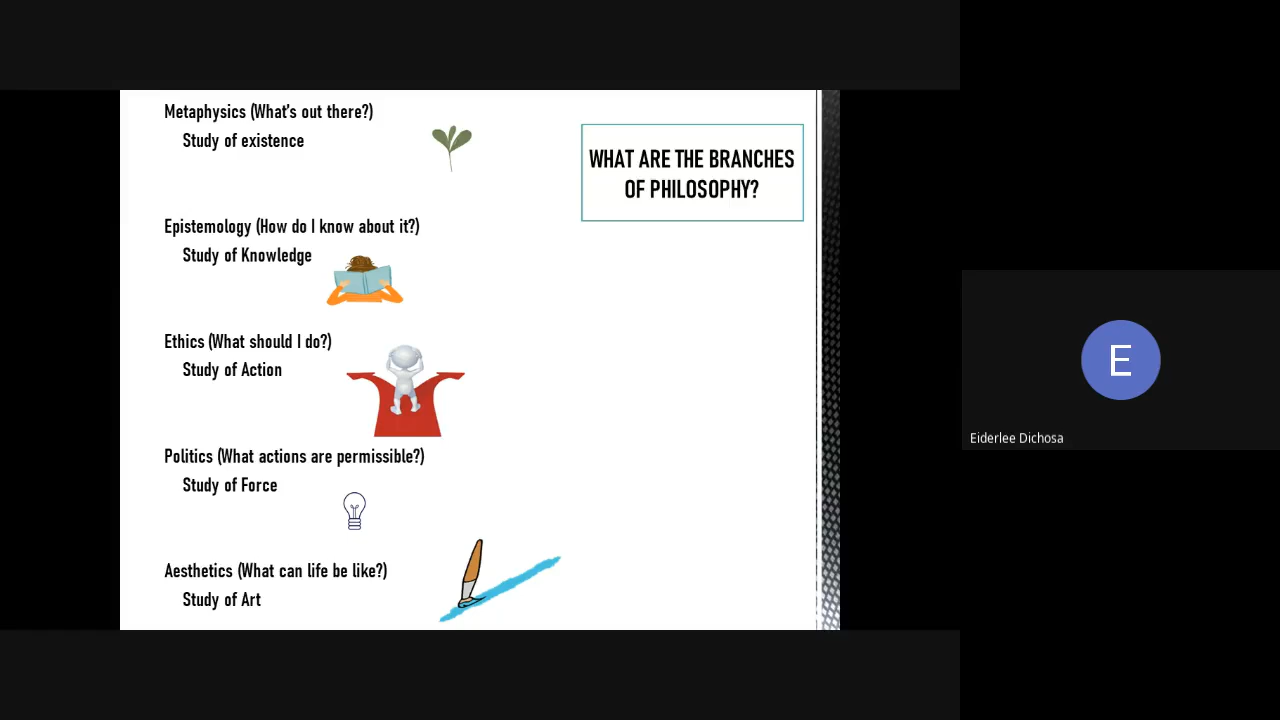 Metaphysics (What's out there?)
Study of existence
Epistemology (How do I know about it?)
Study of Knowledge
Ethics (What should I do?)
Study of Action
Politics (What actions are permissible?)
Study of Force
Aesthetics (What can life be like?)
Study of Art
WHAT ARE THE BRANCHES
OF PHILOSOPHY?
E
Eiderlee Dichosa